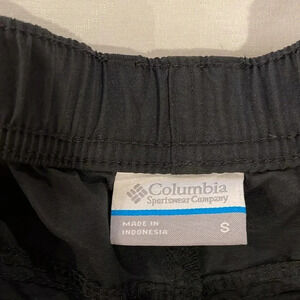 Columbia
Sportswear Company
MADE IN
INDONESIA
S